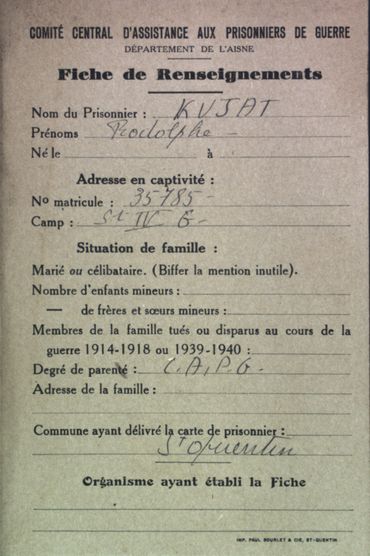 COMITÉ CENTRAL D'ASSISTANCE AUX PRISONNIERS DE GUERRE
DÉPARTEMENT DE L'AISNE
Fiche de Renseignements
Nom du Prisonnier : KUJAT
Prénoms Rodolphe -
Né le à
Adresse en captivité :
No matricule : 35785 -
Camp : St IV G -
Situation de famille :
Marié ou célibataire. (Biffer la mention inutile).
Nombre d'enfants mineurs :
— de frères et sœurs mineurs :
Membres de la famille tués ou disparus au cours de la
guerre 1914-1918 ou 1939-1940 :
Degré de parenté : C.A.P.G.
Adresse de la famille :
Commune ayant délivré la carte de prisonnier :
St Quentin
Organisme ayant établi la Fiche
IMP. PAUL BOURLET & CIE, ST-QUENTIN